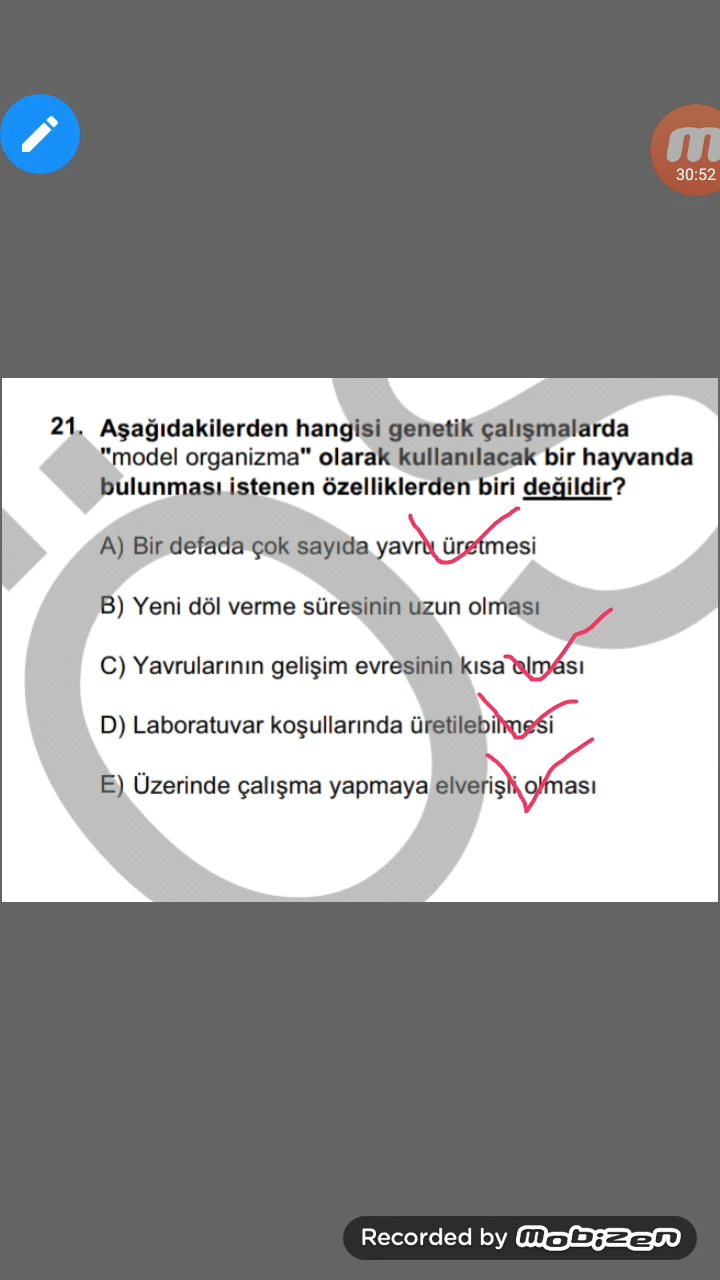 30:52
21. Aşağıdakilerden hangisi genetik çalışmalarda
"model organizma" olarak kullanılacak bir hayvanda
bulunması istenen özelliklerden biri değildir?
A) Bir defada çok sayıda yavru üretmesi
B) Yeni döl verme süresinin uzun olması
C) Yavrularının gelişim evresinin kısa olması
D) Laboratuvar koşullarında üretilebilmesi
E) Üzerinde çalışma yapmaya elverişli olması
Recorded by mobizen